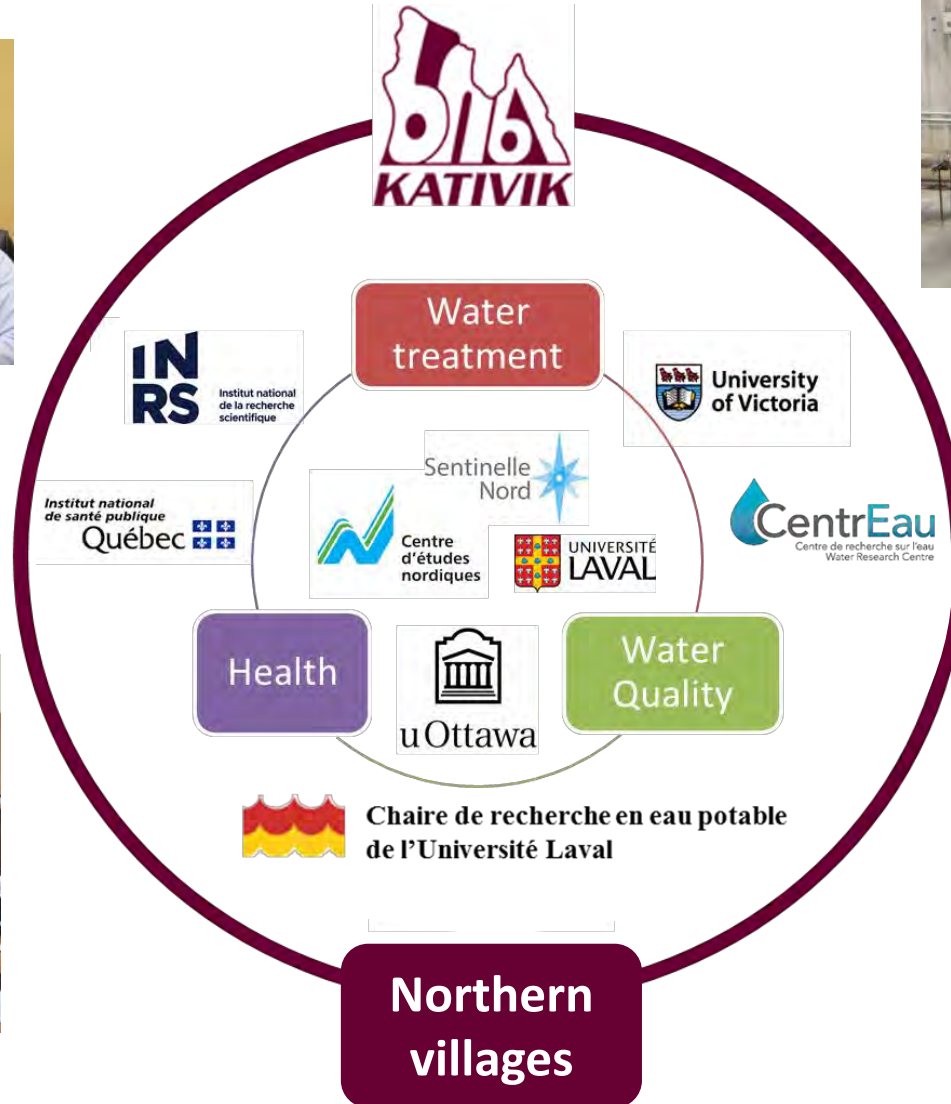 KATIVIK
Water
treatment
INRS
Institut national
de la recherche
scientifique
University
of Victoria
Sentinelle
Nord
Institut national
de santé publique
Québec
Centre
d'études
nordiques
UNIVERSITÉ
LAVAL
CentrEau
Centre de recherche sur l'eau
Water Research Centre
Health
Water
Quality
uOttawa
Chaire de recherche en eau potable
de l'Université Laval
Northern
villages